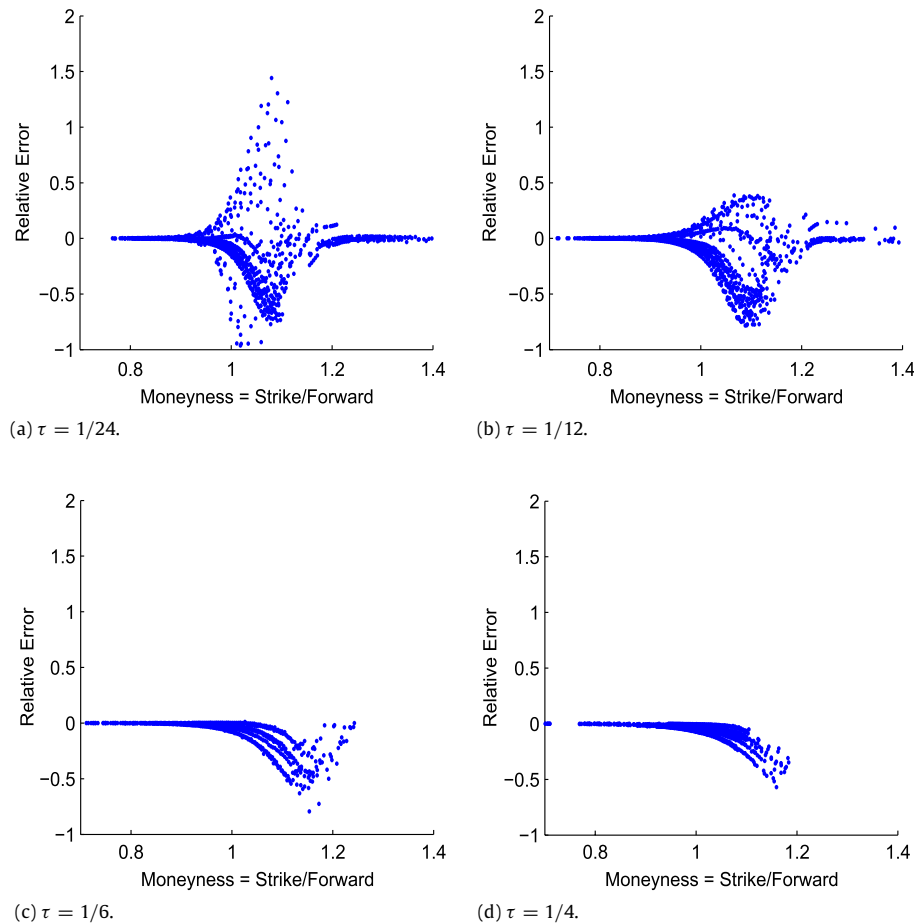 2
1.5
1
0.5
0
−0.5
−1
Relative Error
0.8 1 1.2 1.4
Moneyness = Strike/Forward
(a) τ = 1/24.
2
1.5
1
0.5
0
−0.5
−1
Relative Error
0.8 1 1.2 1.4
Moneyness = Strike/Forward
(b) τ = 1/12.
2
1.5
1
0.5
0
−0.5
−1
Relative Error
0.8 1 1.2 1.4
Moneyness = Strike/Forward
(c) τ = 1/6.
2
1.5
1
0.5
0
−0.5
−1
Relative Error
0.8 1 1.2 1.4
Moneyness = Strike/Forward
(d) τ = 1/4.